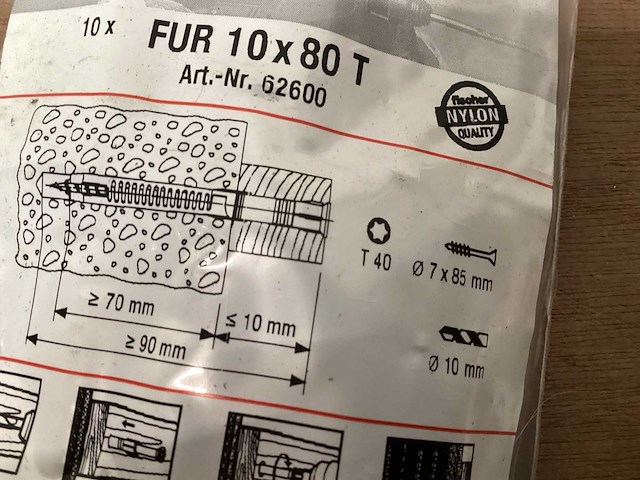 10 x FUR 10 x 80 T
Art.-Nr. 62600
fischer
NYLON
QUALITY
T 40
Ø 7 x 85 mm
≥ 70 mm
≤ 10 mm
≥ 90 mm
Ø 10 mm